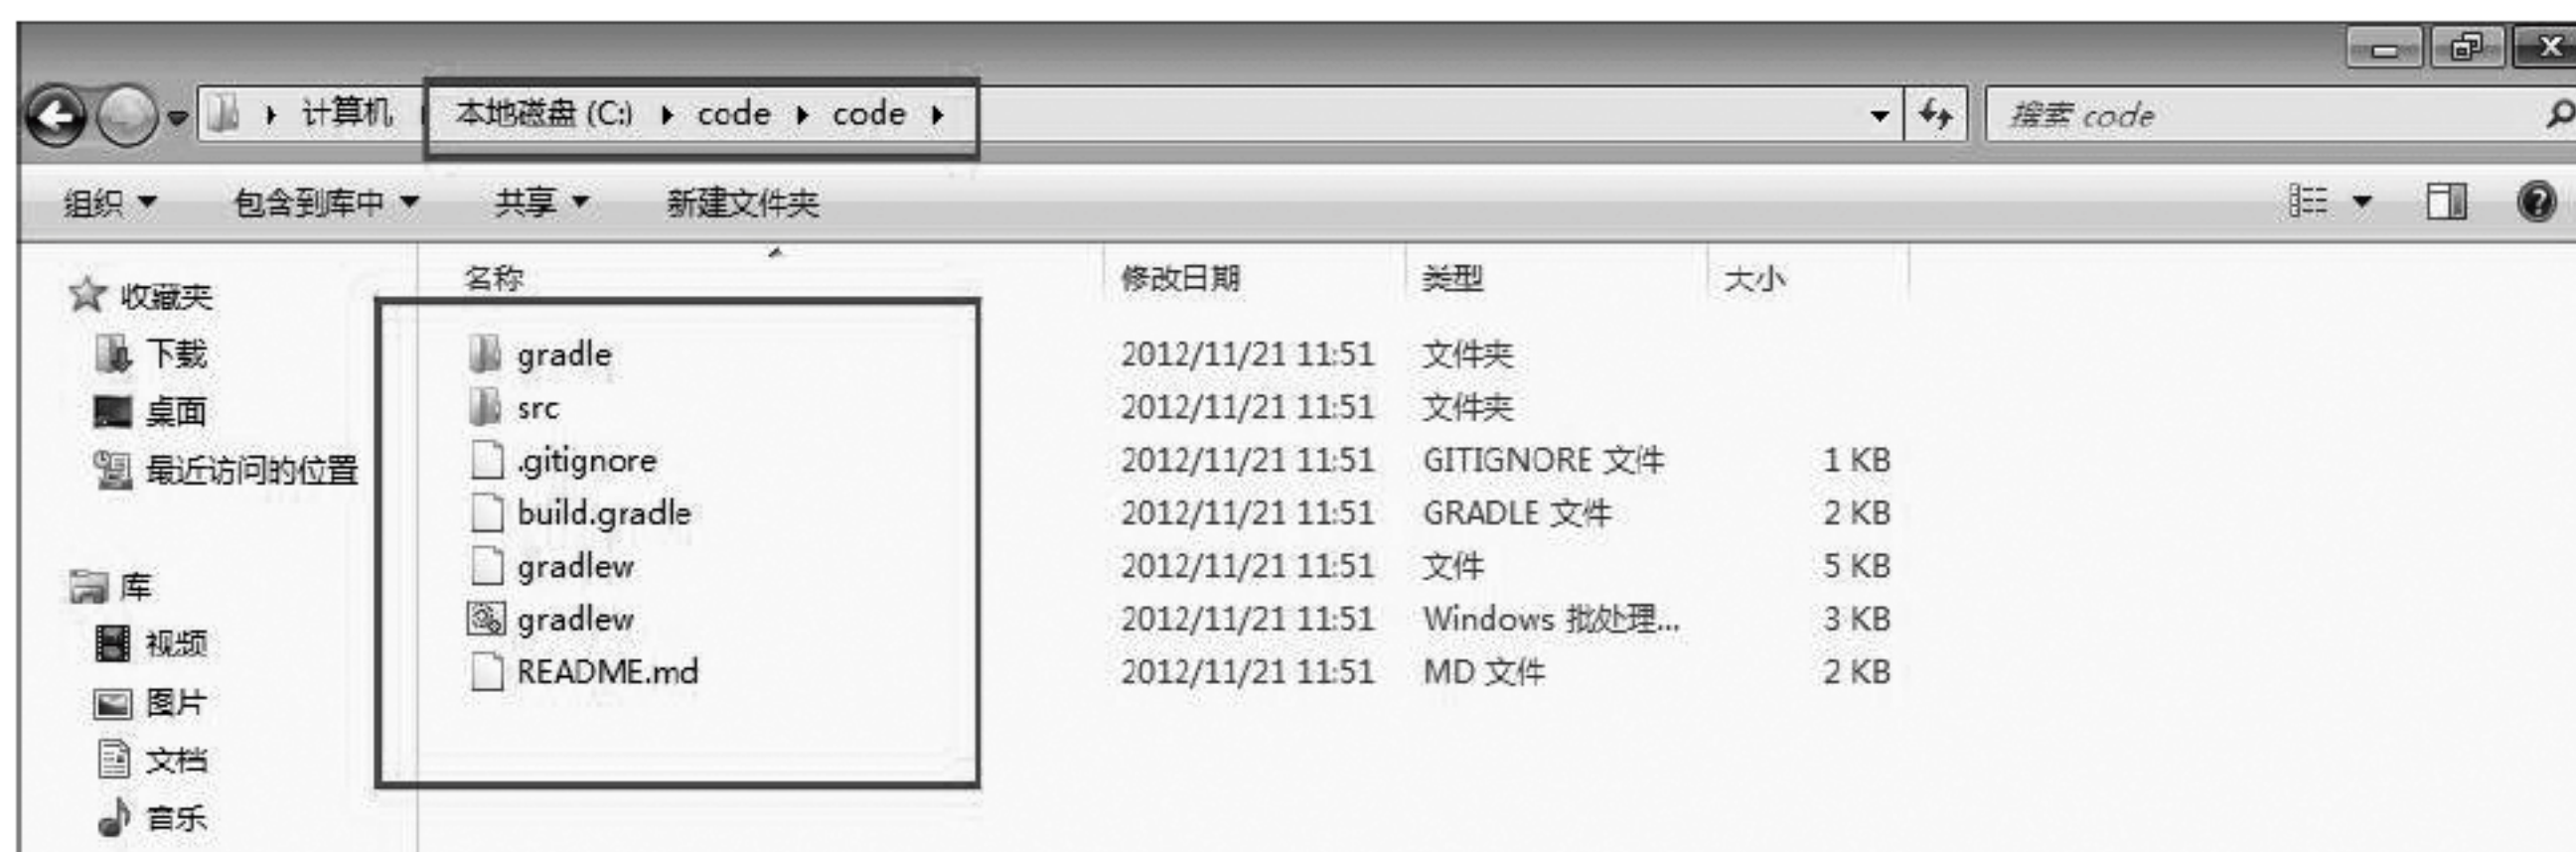 计算机 本地磁盘 (C:) code code 搜索 code
组织 包含到库中 共享 新建文件夹
名称 修改日期 类型 大小
收藏夹
下载
桌面
最近访问的位置
库
视频
图片
文档
音乐
gradle 2012/11/21 11:51 文件夹
src 2012/11/21 11:51 文件夹
.gitignore 2012/11/21 11:51 GITIGNORE 文件 1 KB
build.gradle 2012/11/21 11:51 GRADLE 文件 2 KB
gradlew 2012/11/21 11:51 文件 5 KB
gradlew 2012/11/21 11:51 Windows 批处理... 3 KB
README.md 2012/11/21 11:51 MD 文件 2 KB